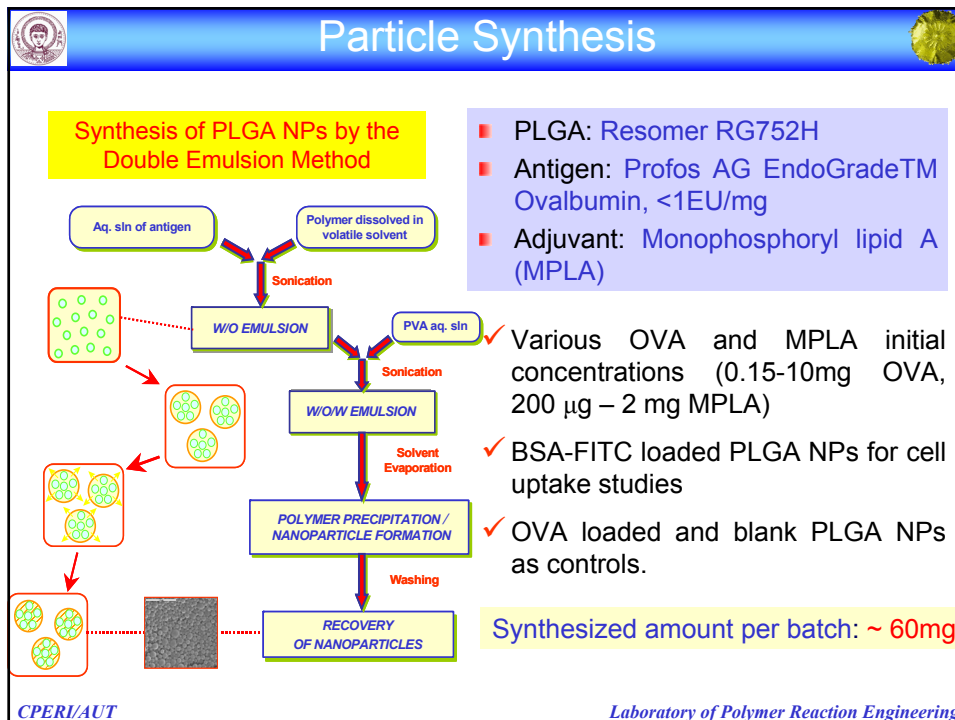 Particle Synthesis
Synthesis of PLGA NPs by the
Double Emulsion Method
Aq. sln of antigen
Polymer dissolved in
volatile solvent
Sonication
W/O EMULSION
PVA aq. sln
Sonication
W/O/W EMULSION
Solvent
Evaporation
POLYMER PRECIPITATION /
NANOPARTICLE FORMATION
Washing
RECOVERY
OF NANOPARTICLES
PLGA: Resomer RG752H
Antigen: Profos AG EndoGradeTM
Ovalbumin, <1EU/mg
Adjuvant: Monophosphoryl lipid A
(MPLA)
✓ Various OVA and MPLA initial
concentrations (0.15-10mg OVA,
200 μg – 2 mg MPLA)
✓ BSA-FITC loaded PLGA NPs for cell
uptake studies
✓ OVA loaded and blank PLGA NPs
as controls.
Synthesized amount per batch: ~ 60mg
CPERI/AUT
Laboratory of Polymer Reaction Engineering